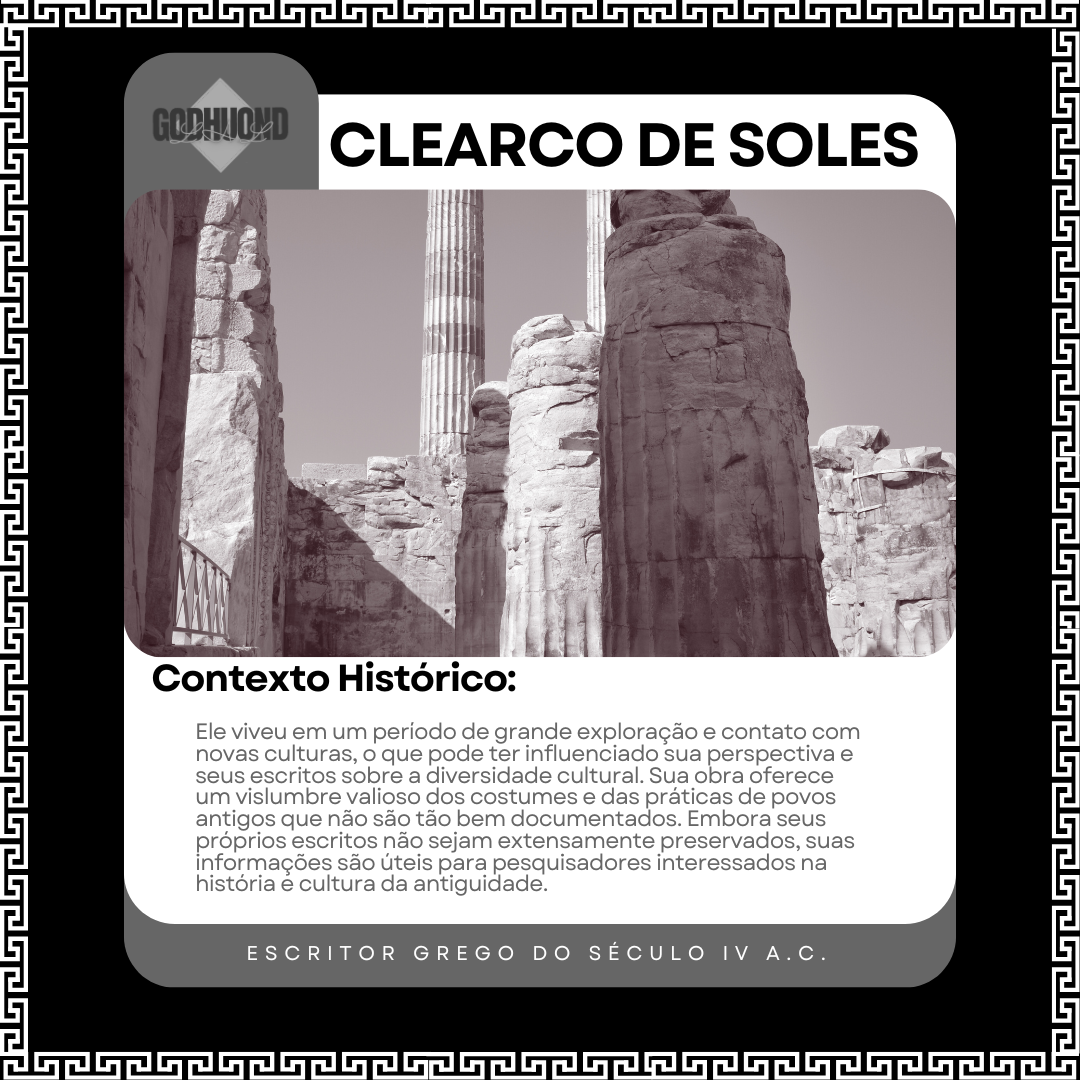 GODHUOND
CLEARCO DE SOLES
Contexto Histórico:
Ele viveu em um período de grande exploração e contato com
novas culturas, o que pode ter influenciado sua perspectiva e
seus escritos sobre a diversidade cultural. Sua obra oferece
um vislumbre valioso dos costumes e das práticas de povos
antigos que não são tão bem documentados. Embora seus
próprios escritos não sejam extensamente preservados, suas
informações são úteis para pesquisadores interessados na
história e cultura da antiguidade.
ESCRITOR GREGO DO SÉCULO IV A.C.